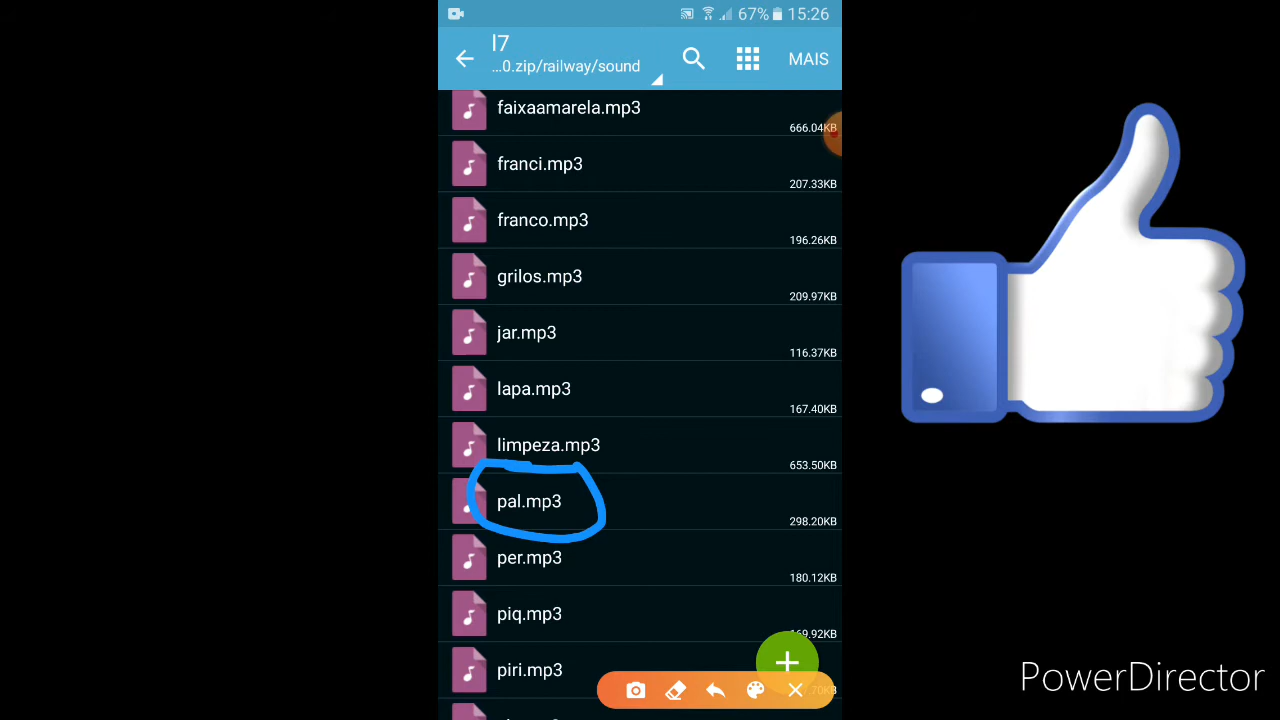 67% 15:26
l7
...0.zip/railway/sound
MAIS
faixaamarela.mp3
666.04KB
franci.mp3
207.33KB
franco.mp3
196.26KB
grilos.mp3
209.97KB
jar.mp3
116.37KB
lapa.mp3
167.40KB
limpeza.mp3
653.50KB
pal.mp3
298.20KB
per.mp3
180.12KB
piq.mp3
piri.mp3
PowerDirector